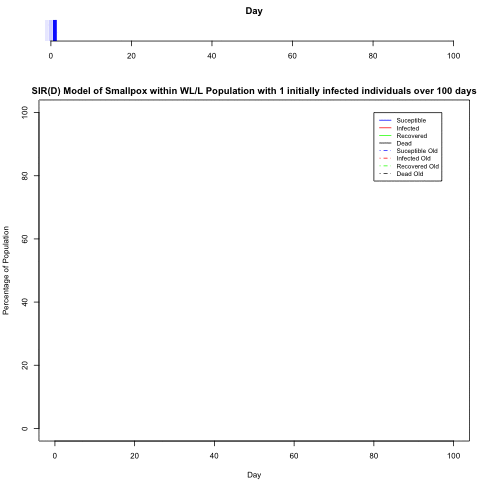 Day
0 20 40 60 80 100
SIR(D) Model of Smallpox within WL/L Population with 1 initially infected individuals over 100 days
Suceptible
Infected
Recovered
Dead
Suceptible Old
Infected Old
Recovered Old
Dead Old
100
80
60
40
20
0
Percentage of Population
0 20 40 60 80 100
Day